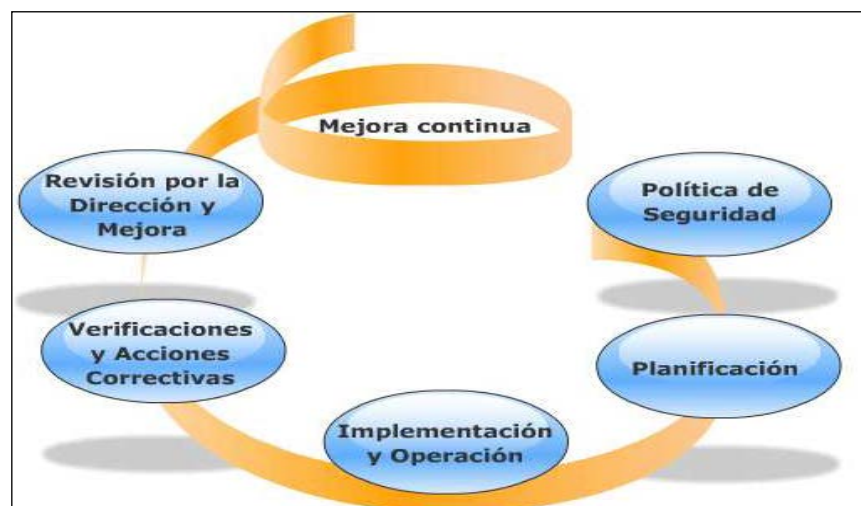 Mejora continua
Revisión por la
Dirección y
Mejora
Política de
Seguridad
Verificaciones
y Acciones
Correctivas
Planificación
Implementación
y Operación